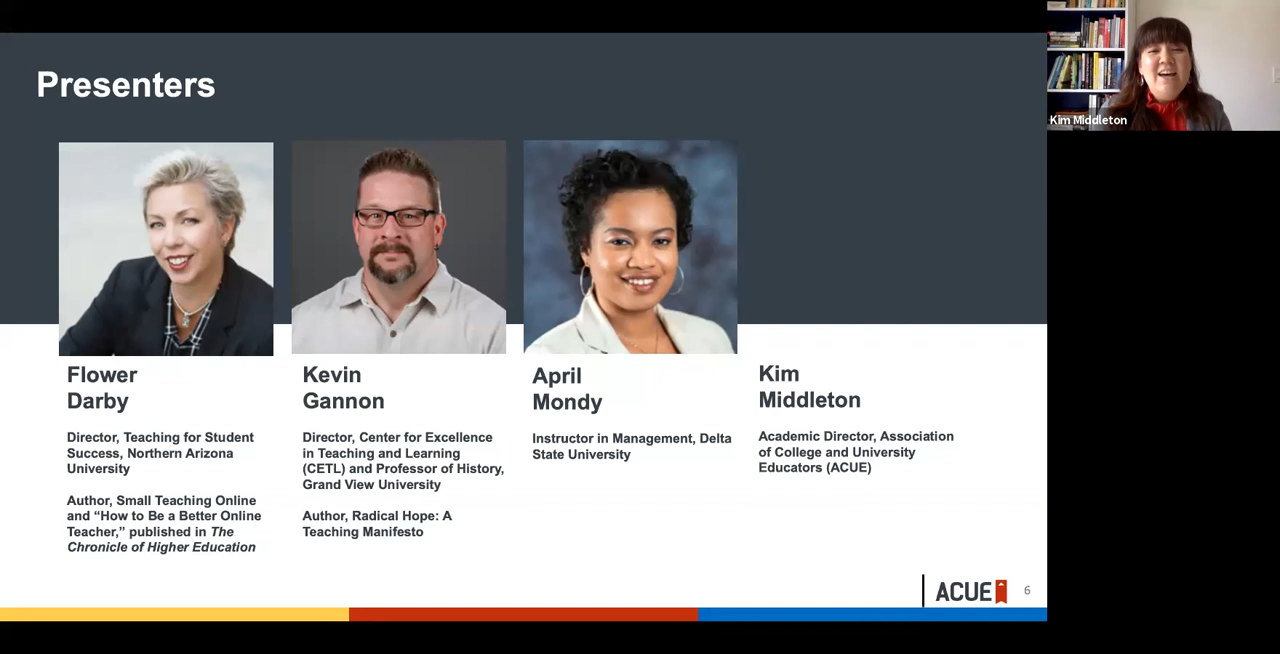 Presenters
Kim Middleton
Flower
Darby
Director, Teaching for Student
Success, Northern Arizona
University
Author, Small Teaching Online
and “How to Be a Better Online
Teacher,” published in The
Chronicle of Higher Education
Kevin
Gannon
Director, Center for Excellence
in Teaching and Learning
(CETL) and Professor of History,
Grand View University
Author, Radical Hope: A
Teaching Manifesto
April
Mondy
Instructor in Management, Delta
State University
Kim
Middleton
Academic Director, Association
of College and University
Educators (ACUE)
ACUE
6